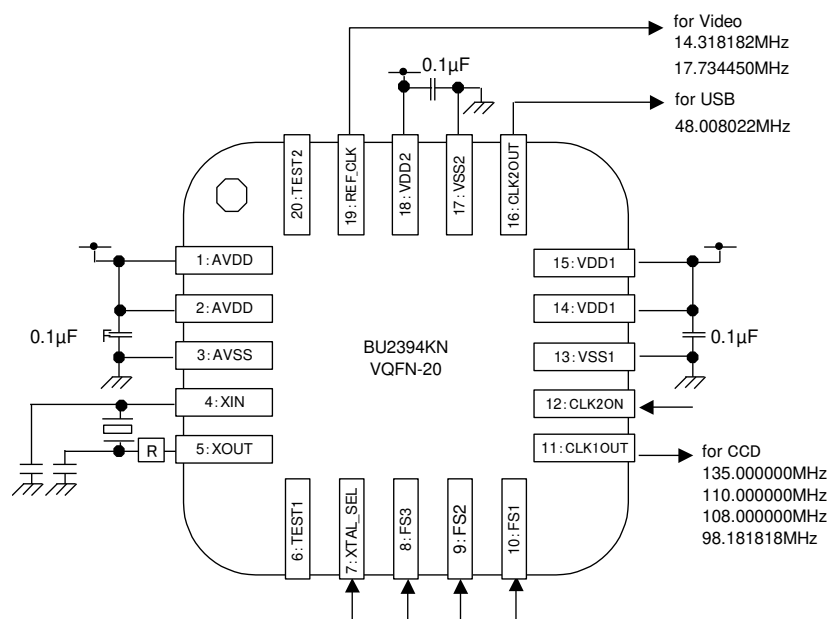 for Video
14.318182MHz
17.734450MHz
0.1μF
for USB
48.008022MHz
20:TEST2
19:REF_CLK
18:VDD2
17:VSS2
16:CLK2OUT
1:AVDD
2:AVDD
3:AVSS
4:XIN
5:XOUT
0.1μF
F
R
BU2394KN
VQFN-20
15:VDD1
14:VDD1
13:VSS1
12:CLK2ON
11:CLK1OUT
0.1μF
for CCD
135.000000MHz
110.000000MHz
108.000000MHz
98.181818MHz
6:TEST1
7:XTAL_SEL
8:FS3
9:FS2
10:FS1